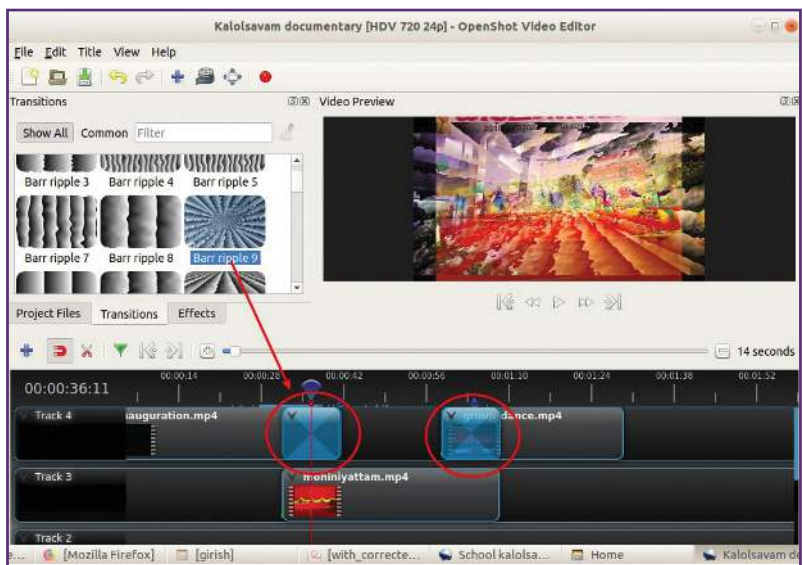 Kalolsavam documentary [HDV 720 24p] - OpenShot Video Editor
File Edit Title View Help
Transitions
Video Preview
Show All Common Filter
Barr ripple 3 Barr ripple 4 Barr ripple 5
Barr ripple 7 Barr ripple 8 Barr ripple 9
Project Files Transitions Effects
14 seconds
00:00:36:11
00:00:14 00:00:28 00:00:42 00:00:56 00:01:10 00:01:24 00:01:38 00:01:52
Track 4 inauguration.mp4 group dance.mp4
Track 3 moniniyattam.mp4
Track 2
[Mozilla Firefox] [girish] [with_correcte... School kalolsa... Home Kalolsavam do